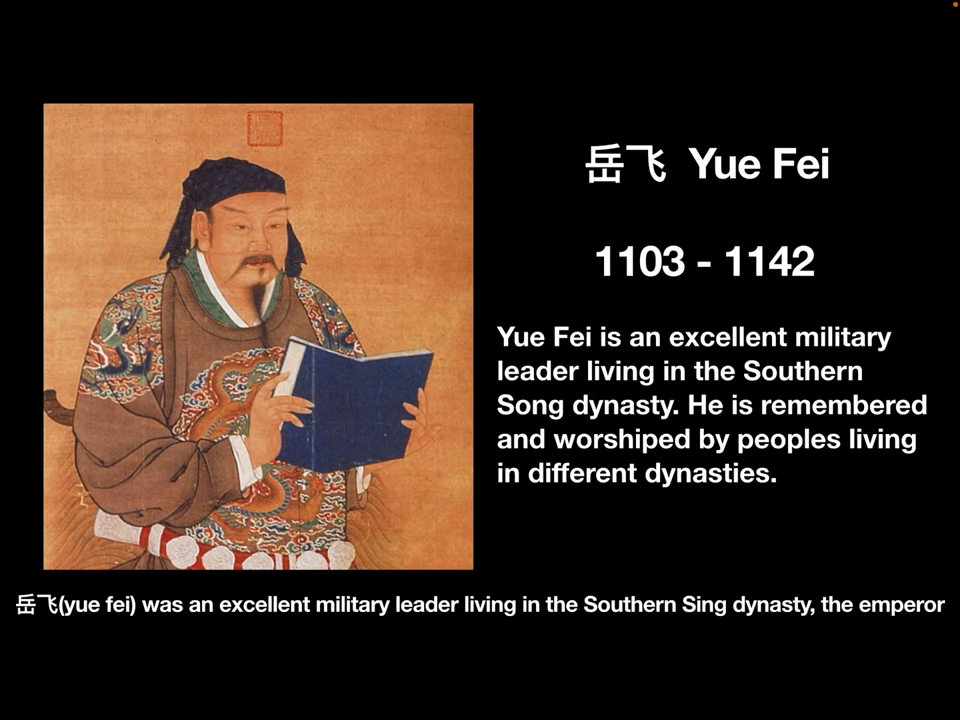 岳飞 Yue Fei
1103 - 1142
Yue Fei is an excellent military
leader living in the Southern
Song dynasty. He is remembered
and worshiped by peoples living
in different dynasties.
岳飞(yue fei) was an excellent military leader living in the Southern Sing dynasty, the emperor